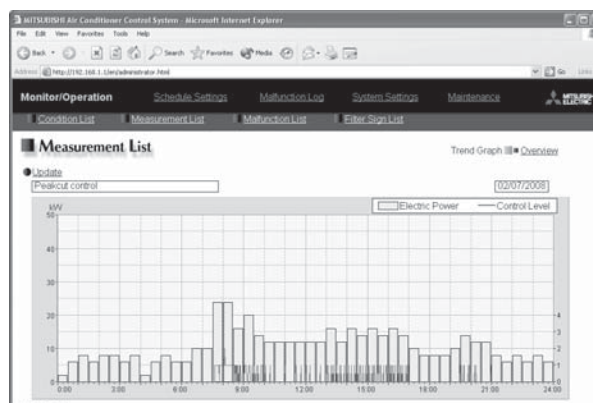 MITSUBISHI Air Conditioner Control System - Microsoft Internet Explorer
File Edit View Favorites Tools Help
Back Search Favorites Media
Address http://192.168.1.1/en/administrator.html Go Links
Monitor/Operation Schedule Settings Malfunction Log System Settings Maintenance MITSUBISHI ELECTRIC
Condition List Measurement List Malfunction List Filter Sign List
Measurement List Trend Graph Overview
Update
Peakcut control 02/07/2008
kW Electric Power Control Level
50
40
30
20
10
4
3
2
1
0
0:00 3:00 6:00 9:00 12:00 15:00 18:00 21:00 24:00